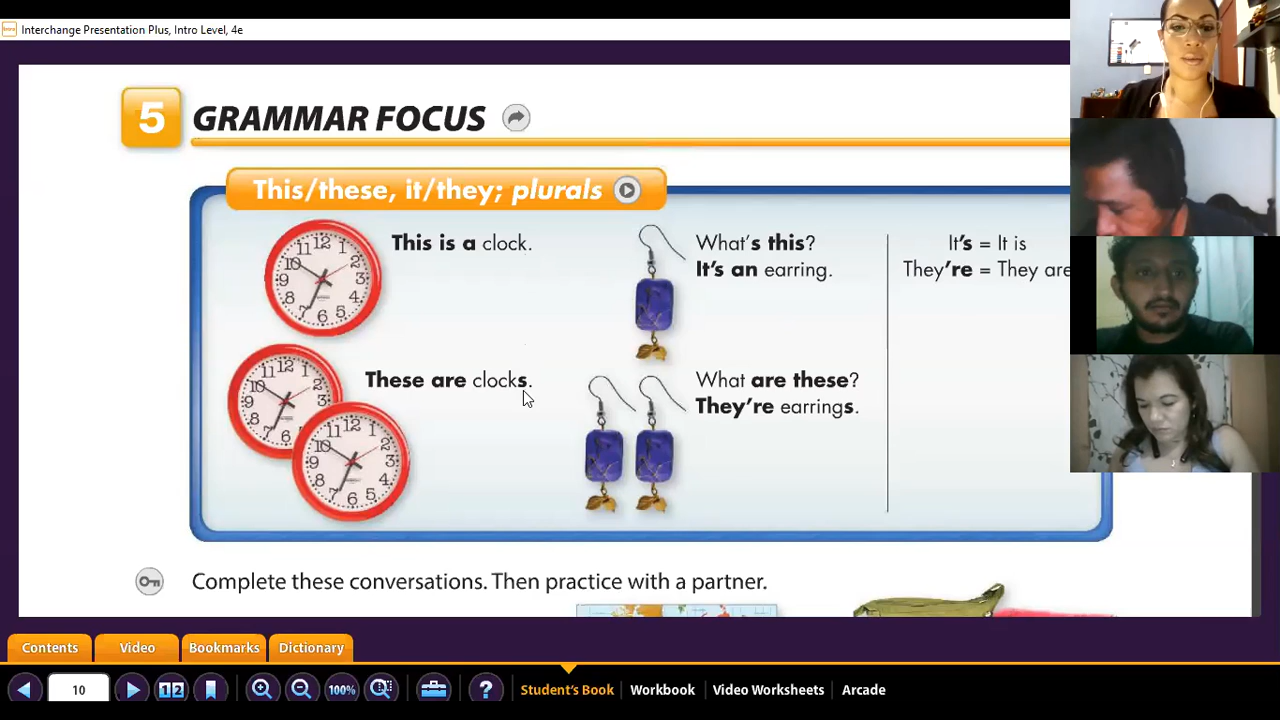 Interchange Presentation Plus, Intro Level, 4e
5 GRAMMAR FOCUS
This/these, it/they; plurals
This is a clock.
What's this?
It's an earring.
It's = It is
They're = They are
These are clocks.
What are these?
They're earrings.
Complete these conversations. Then practice with a partner.
Contents Video Bookmarks Dictionary
10 1 2 100% ? Student's Book Workbook Video Worksheets Arcade